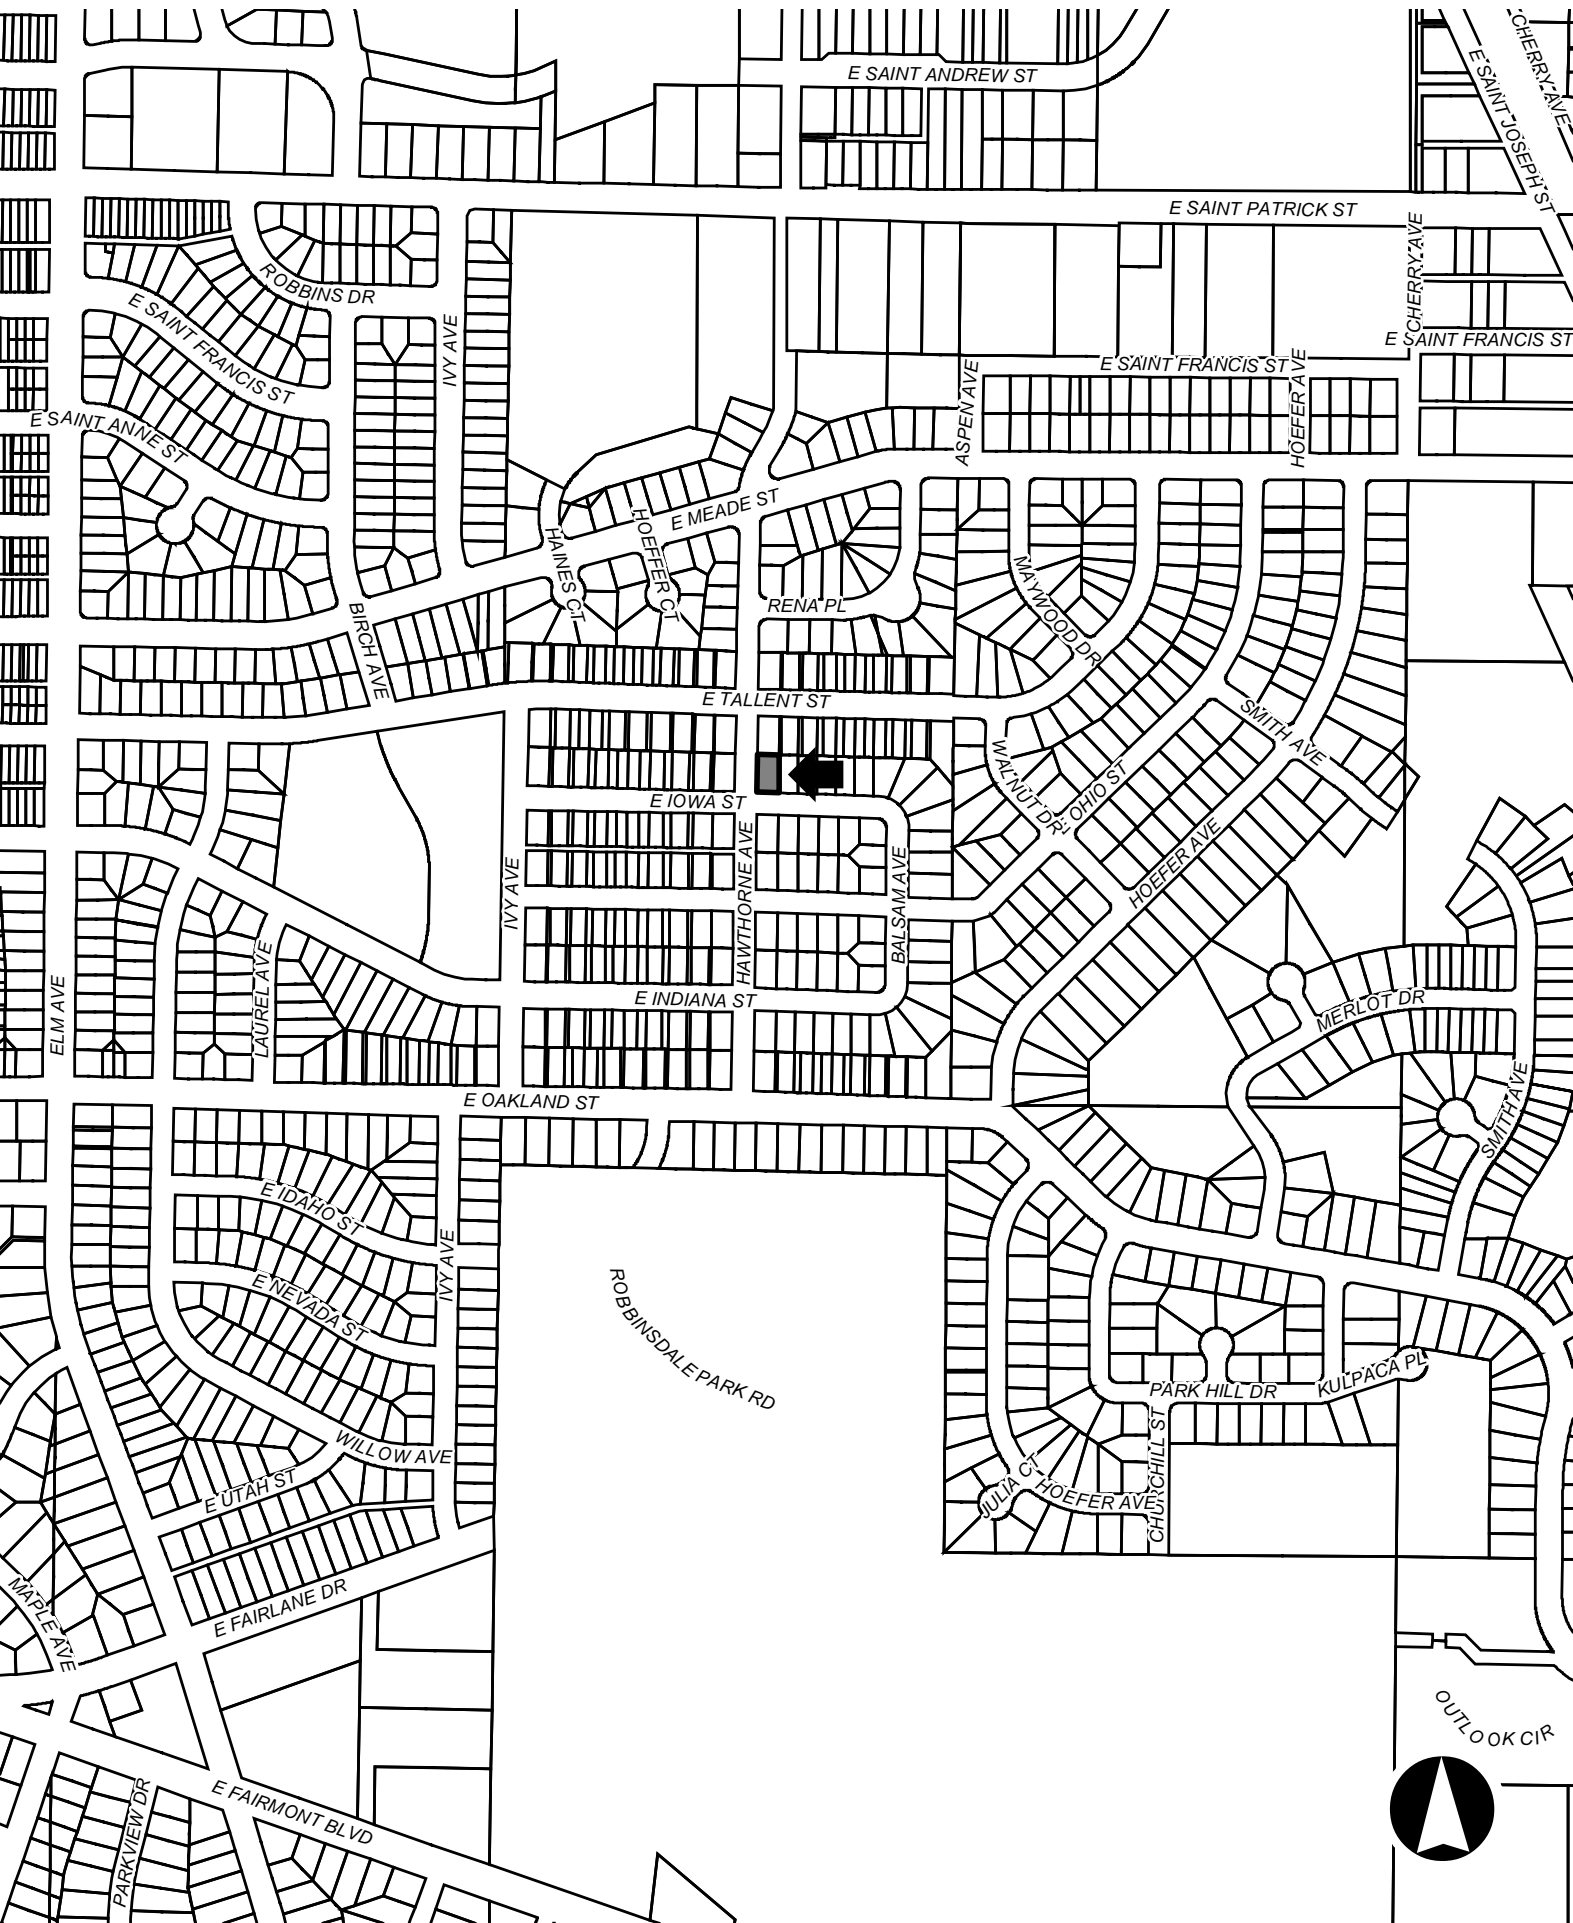 CHERRY AVE
E SAINT JOSEPH ST
E SAINT ANDREW ST
E SAINT PATRICK ST
CHERRY AVE
ROBBINS DR
E SAINT FRANCIS ST
IVY AVE
E SAINT FRANCIS ST
E SAINT FRANCIS ST
ASPEN AVE
HOEFER AVE
E SAINT ANNE ST
E MEADE ST
HAINES CT
HOEFFER CT
MAYWOOD DR
RENA PL
BIRCH AVE
E TALLENT ST
SMITH AVE
WALNUT DR
OHIO ST
E IOWA ST
HAWTHORNE AVE
HOEFER AVE
IVY AVE
BALSAM AVE
ELM AVE
LAUREL AVE
E INDIANA ST
MERLOT DR
SMITH AVE
E OAKLAND ST
E IDAHO ST
IVY AVE
E NEVADA ST
ROBBINSDALE PARK RD
PARK HILL DR
KULPACA PL
CHURCHILL ST
WILLOW AVE
E UTAH ST
JULIA CT
HOEFER AVE
MAPLE AVE
E FAIRLANE DR
OUTLOOK CIR
PARKVIEW DR
E FAIRMONT BLVD